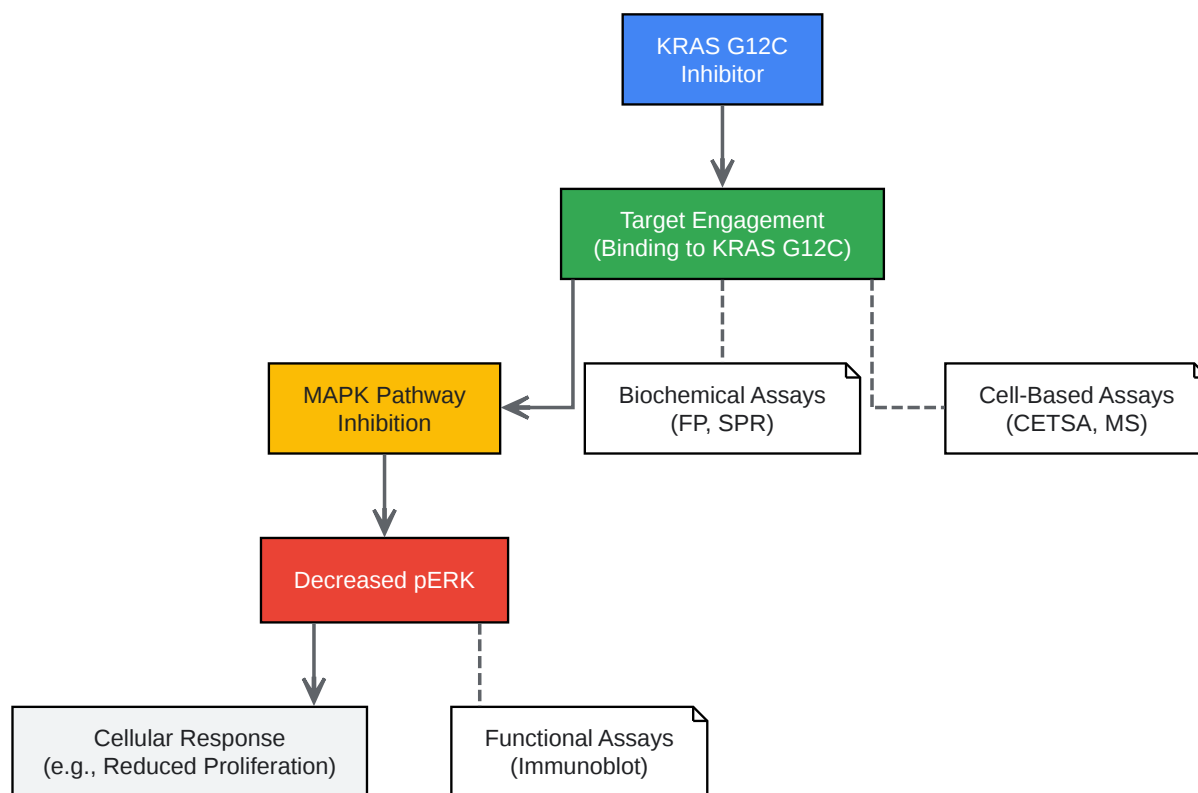 KRAS G12C
Inhibitor
Target Engagement
(Binding to KRAS G12C)
MAPK Pathway
Inhibition
Biochemical Assays
(FP, SPR)
Cell-Based Assays
(CETSA, MS)
Decreased pERK
Cellular Response
(e.g., Reduced Proliferation)
Functional Assays
(Immunoblot)